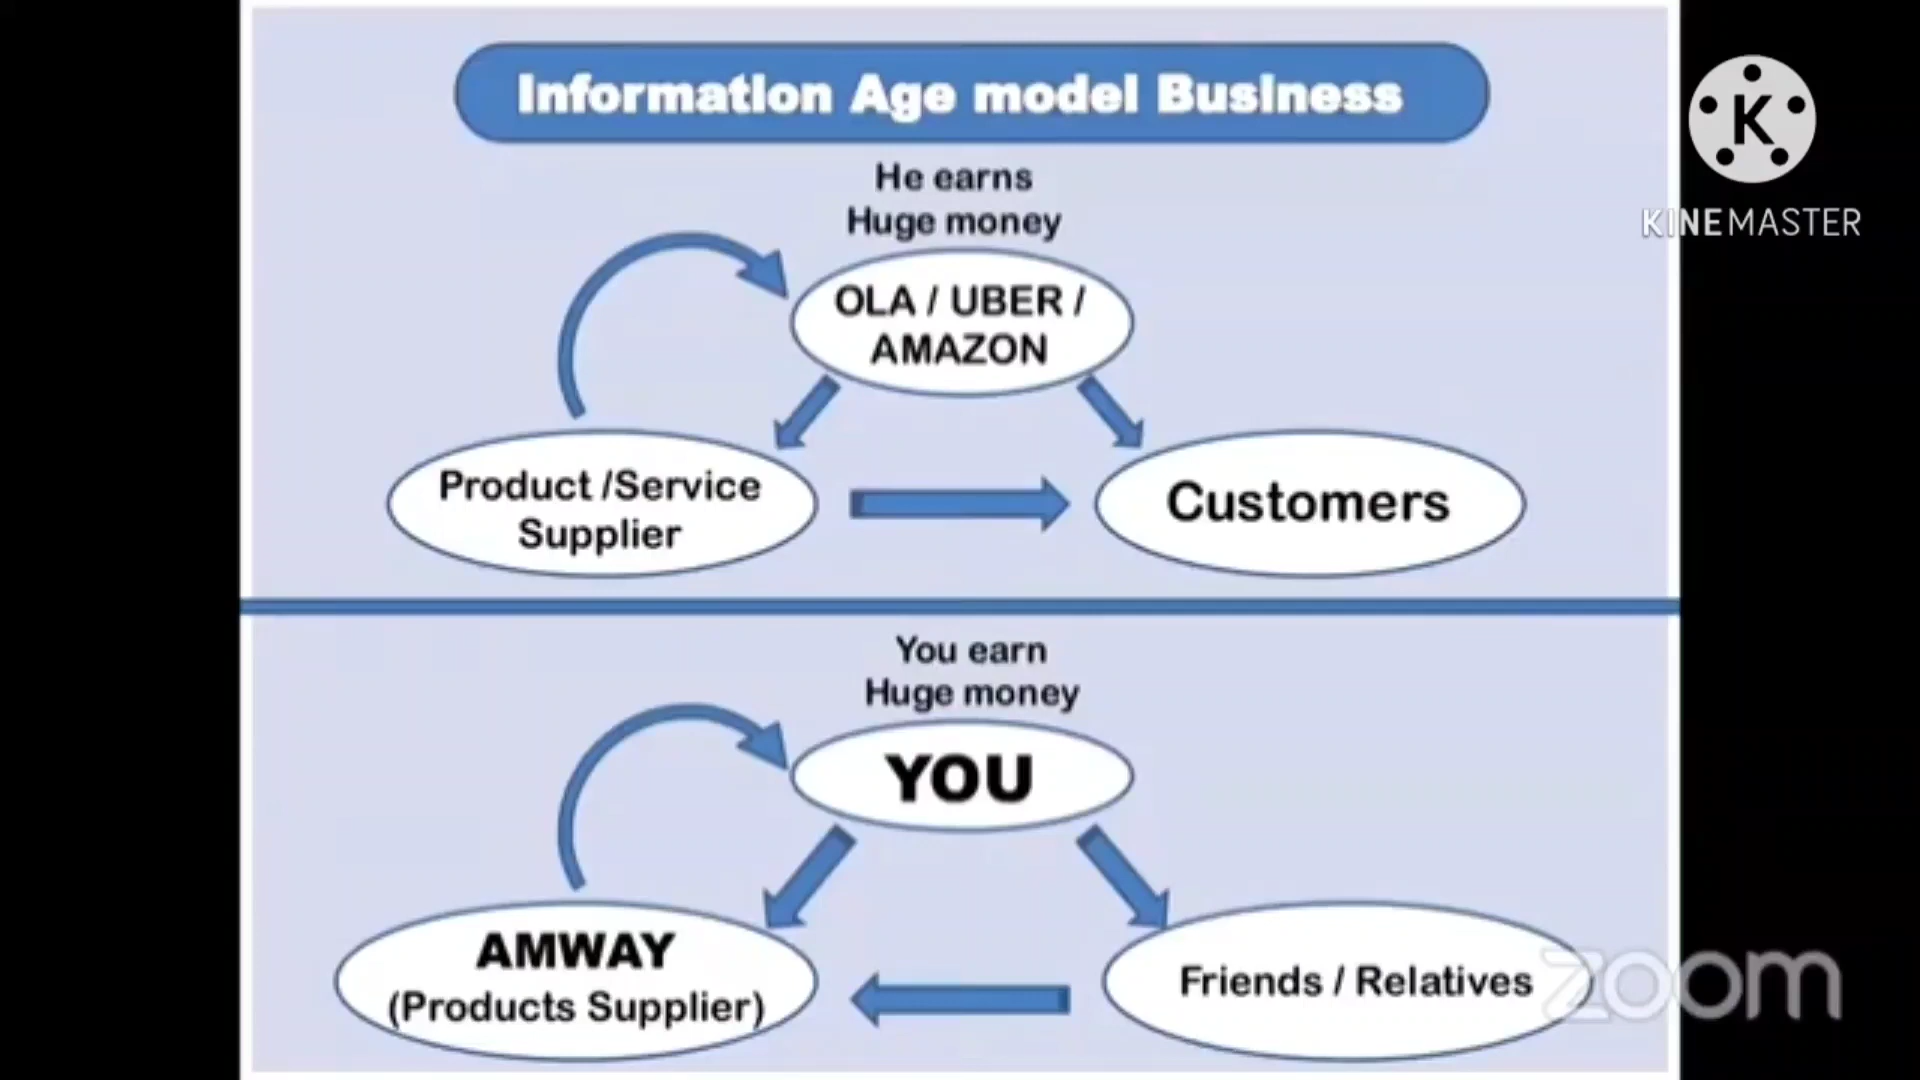 Information Age model Business
He earns
Huge money
OLA / UBER /
AMAZON
Product /Service
Supplier
Customers
You earn
Huge money
YOU
AMWAY
(Products Supplier)
Friends / Relatives
K
KINEMASTER
zoom